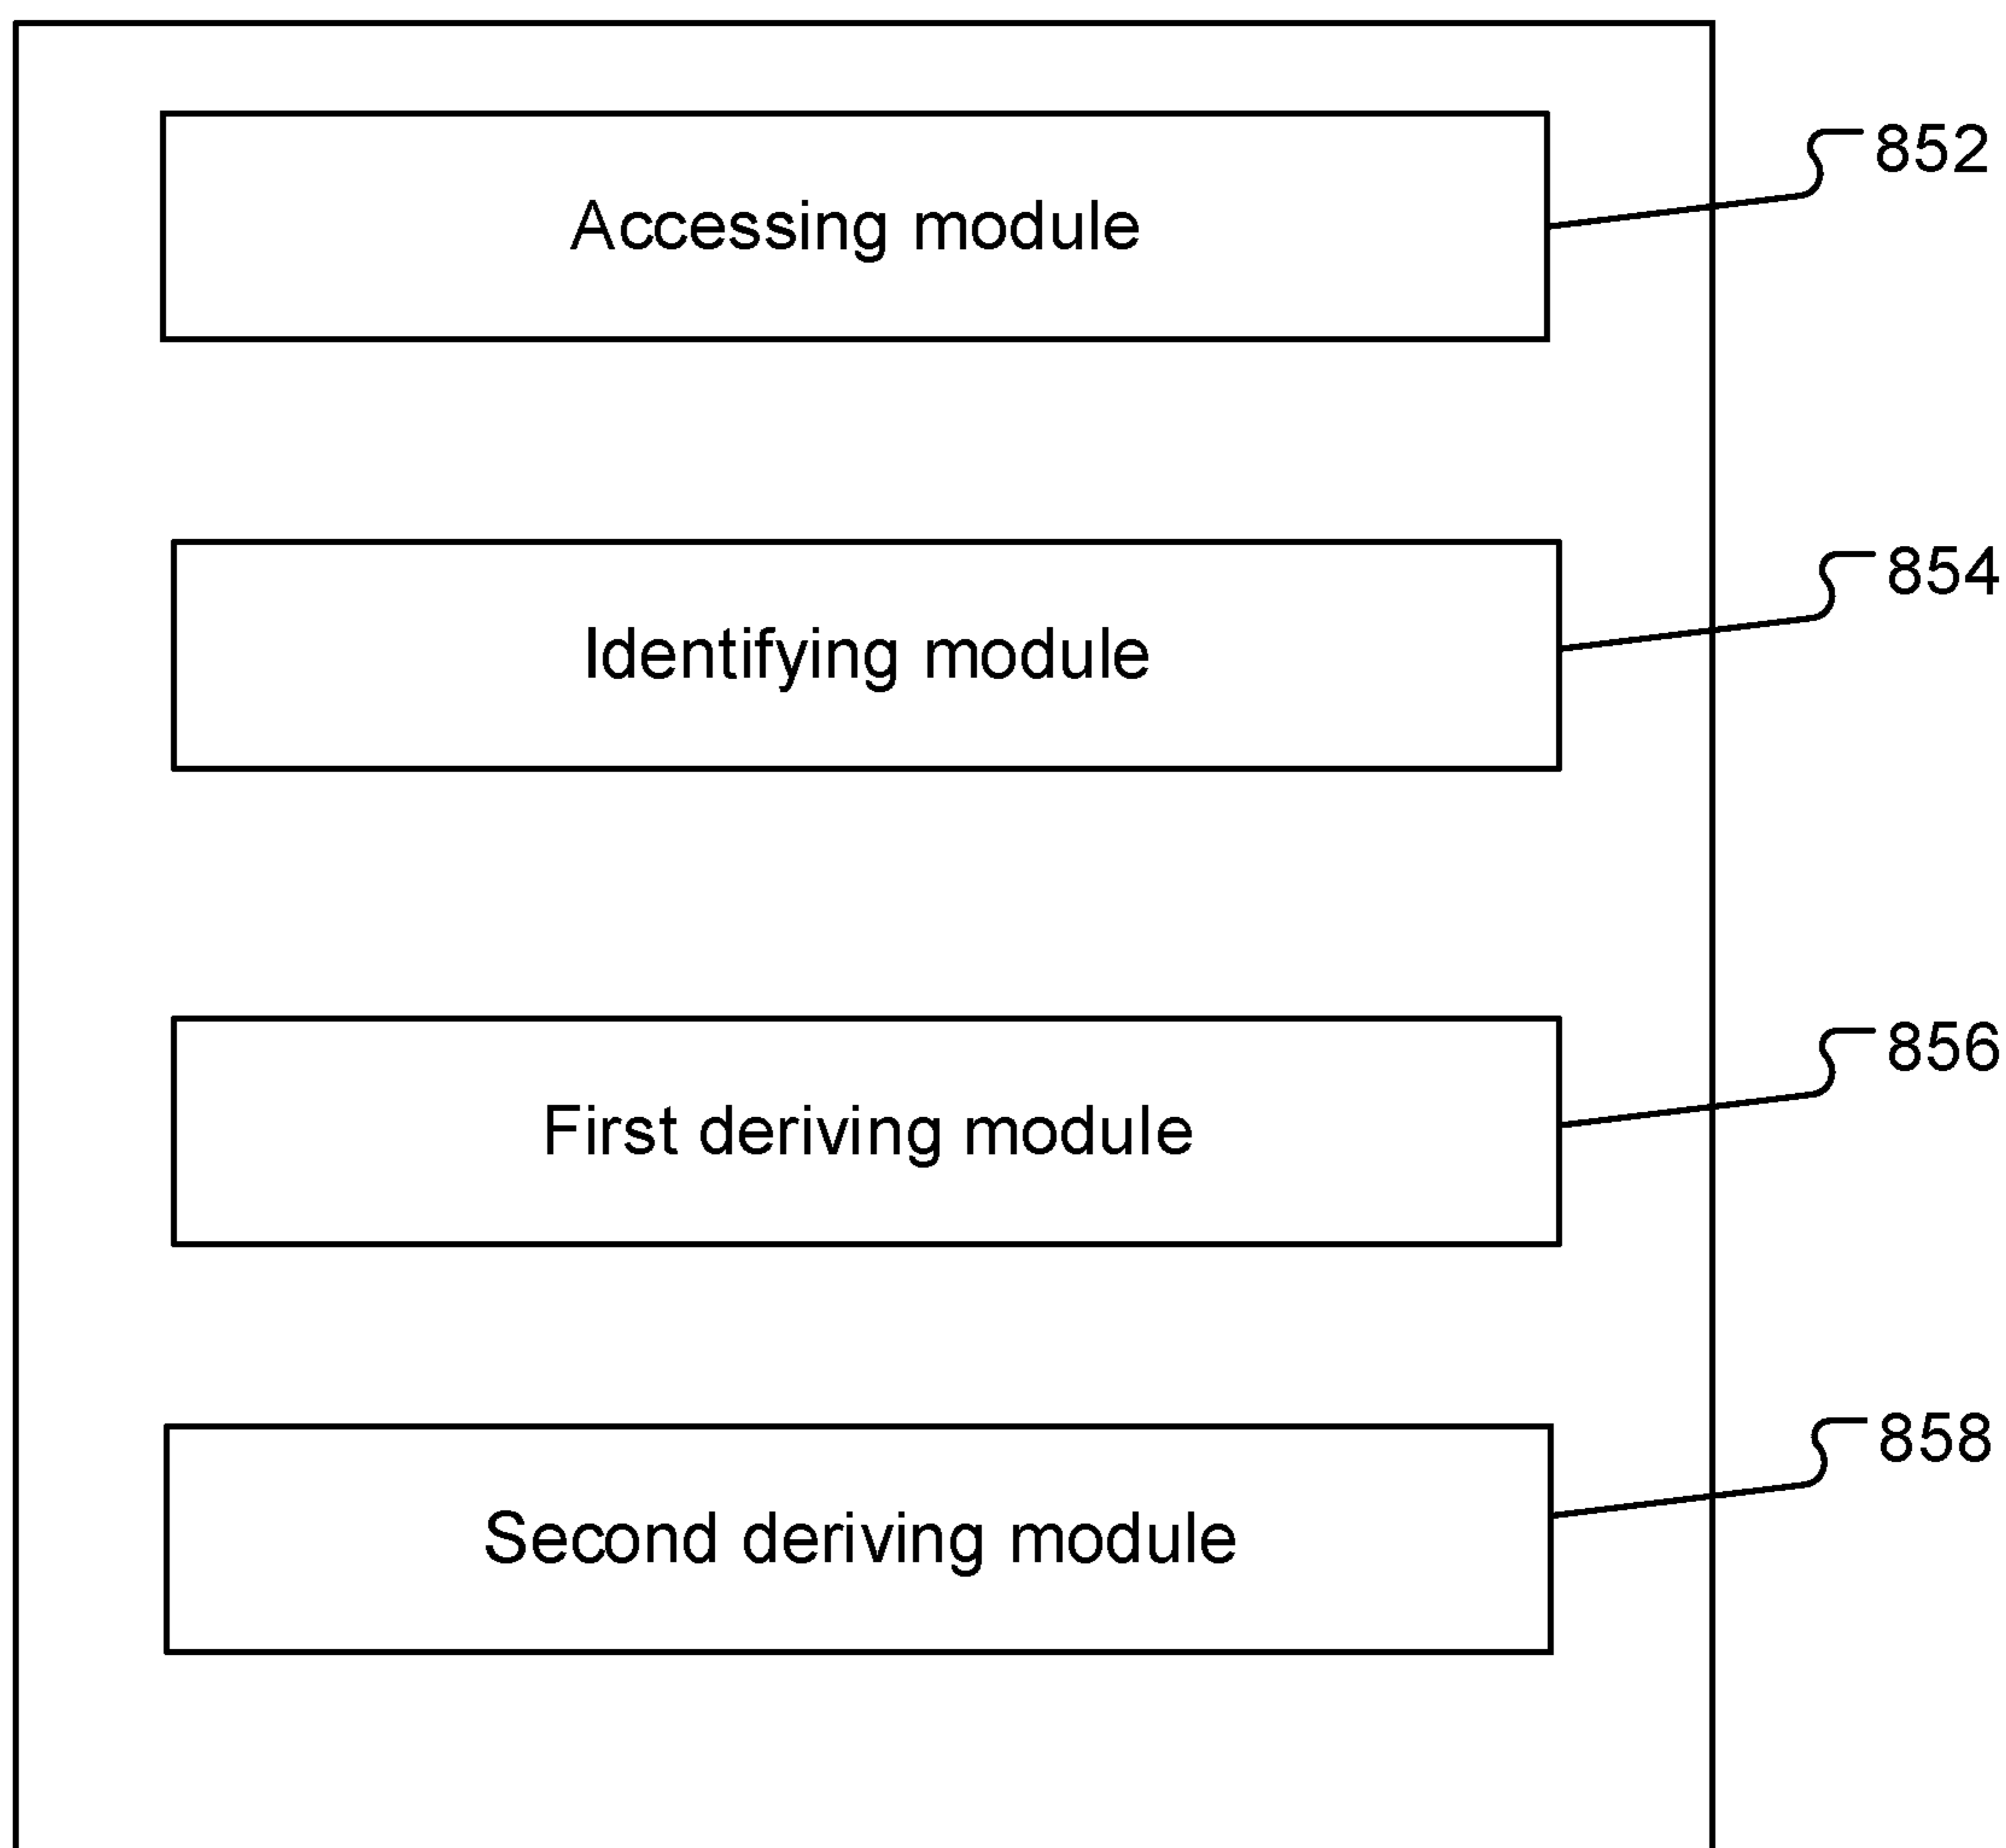 Accessing module
852
Identifying module
854
First deriving module
856
Second deriving module
858